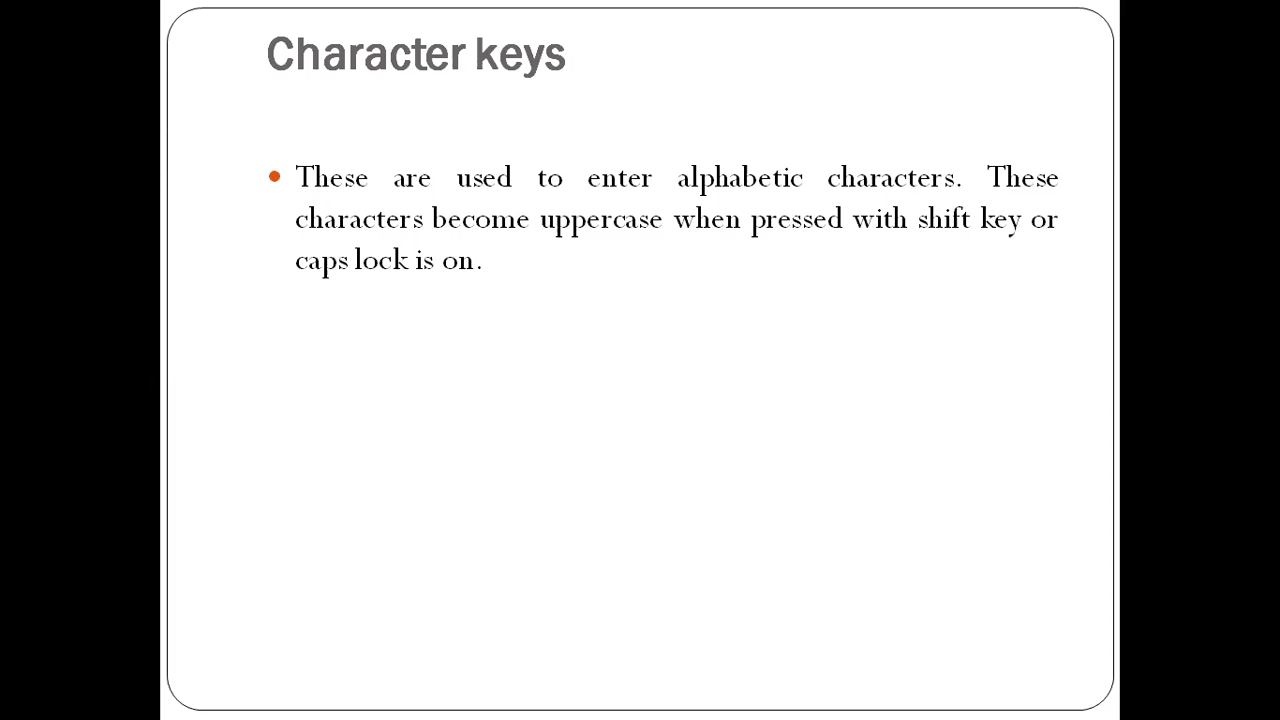 Character keys
These are used to enter alphabetic characters. These
characters become uppercase when pressed with shift key or
caps lock is on.